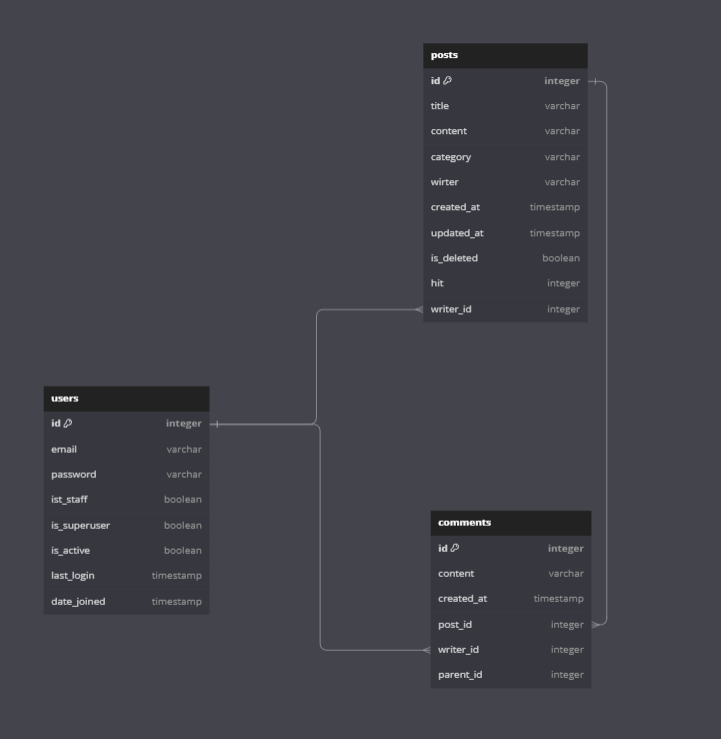 posts
id integer
title varchar
content varchar
category varchar
wirter varchar
created_at timestamp
updated_at timestamp
is_deleted boolean
hit integer
writer_id integer
users
id integer
email varchar
password varchar
ist_staff boolean
is_superuser boolean
is_active boolean
last_login timestamp
date_joined timestamp
comments
id integer
content varchar
created_at timestamp
post_id integer
writer_id integer
parent_id integer